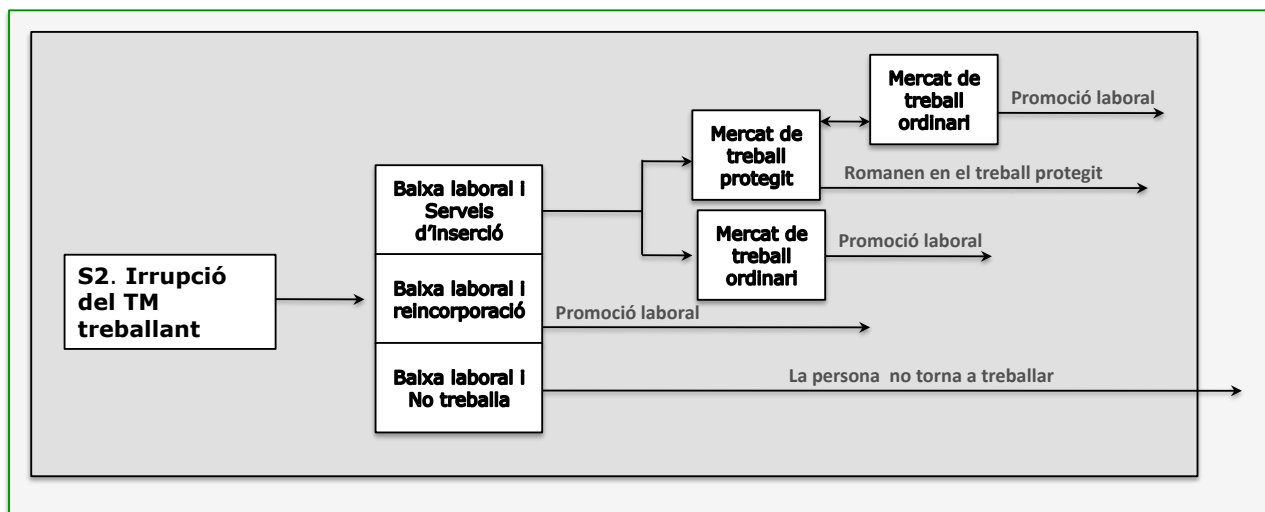 Mercat de
treball
ordinari
Promoció laboral
Mercat de
treball
protegit
Romanen en el treball protegit
Baixa laboral i
Serveis
d'inserció
Mercat de
treball
ordinari
Promoció laboral
S2. Irrupció
del TM
treballant
Baixa laboral i
reincorporació
Promoció laboral
Baixa laboral i
No treballa
La persona no torna a treballar